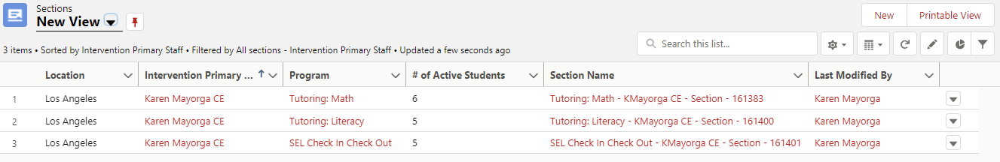 Sections
New View
New Printable View
3 items • Sorted by Intervention Primary Staff • Filtered by All sections - Intervention Primary Staff • Updated a few seconds ago
Search this list...
Location Intervention Primary ... Program # of Active Students Section Name Last Modified By
1 Los Angeles Karen Mayorga CE Tutoring: Math 6 Tutoring: Math - KMayorga CE - Section - 161383 Karen Mayorga
2 Los Angeles Karen Mayorga CE Tutoring: Literacy 5 Tutoring: Literacy - KMayorga CE - Section - 161400 Karen Mayorga
3 Los Angeles Karen Mayorga CE SEL Check In Check Out 5 SEL Check In Check Out - KMayorga CE - Section - 161401 Karen Mayorga